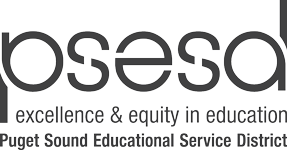 psesd
excellence & equity in education
Puget Sound Educational Service District